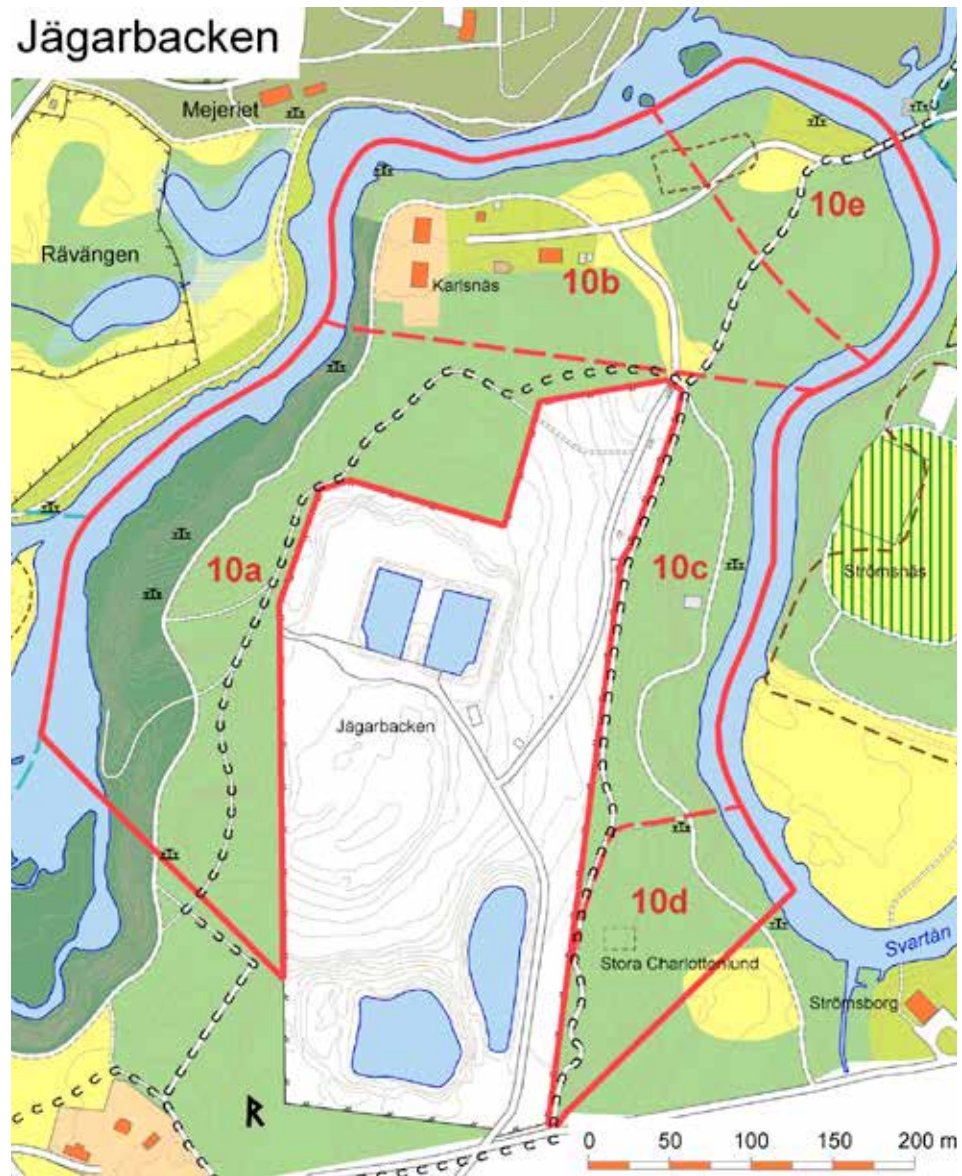 Jägarbacken
Mejeriet
Rävängen
10e
10b
Karlsnäs
10a
10c
Strömsnäs
Jägarbacken
10d
Stora Charlottenlund
Svartån
Strömsborg
R
0 50 100 150 200 m